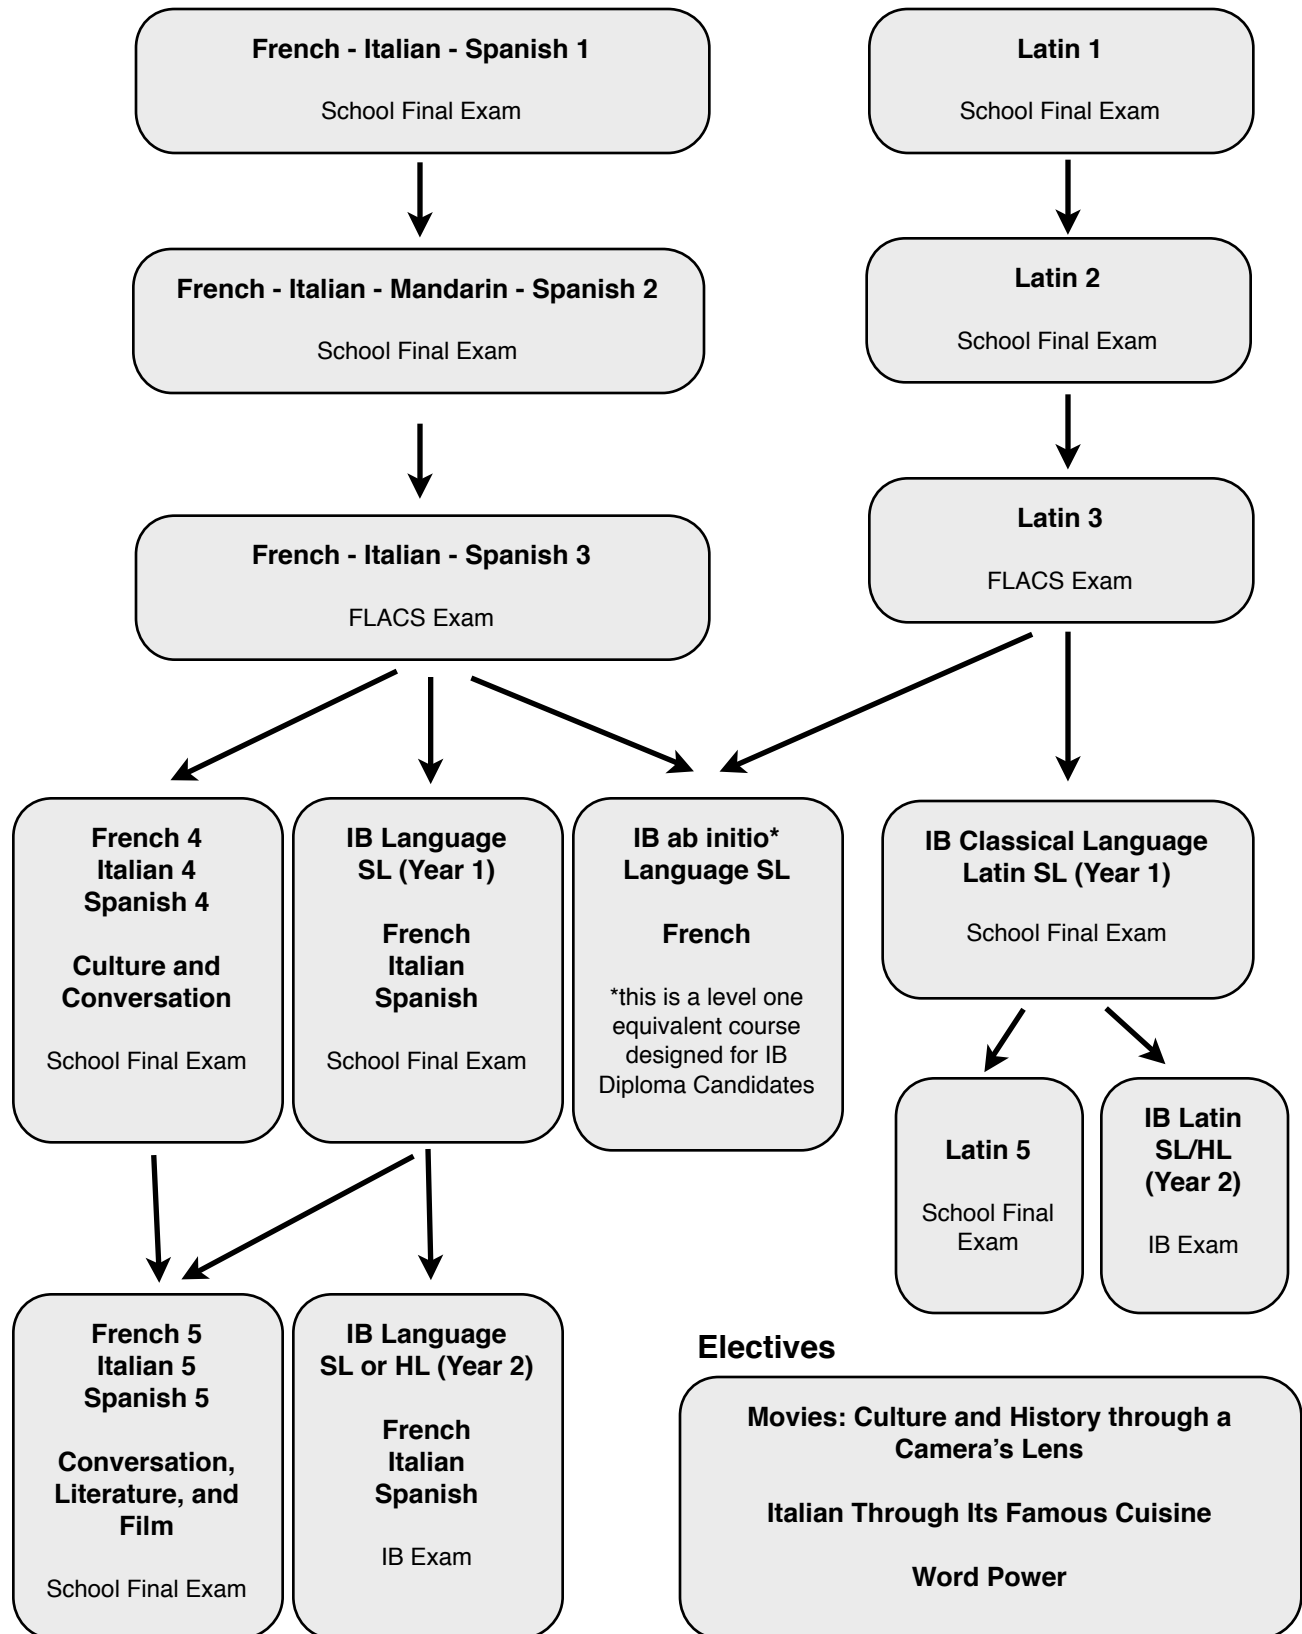 French - Italian - Spanish 1
School Final Exam
Latin 1
School Final Exam
French - Italian - Mandarin - Spanish 2
School Final Exam
Latin 2
School Final Exam
French - Italian - Spanish 3
FLACS Exam
Latin 3
FLACS Exam
French 4
Italian 4
Spanish 4
Culture and
Conversation
School Final Exam
IB Language
SL (Year 1)
French
Italian
Spanish
School Final Exam
IB ab initio*
Language SL
French
*this is a level one
equivalent course
designed for IB
Diploma Candidates
IB Classical Language
Latin SL (Year 1)
School Final Exam
Latin 5
School Final
Exam
IB Latin
SL/HL
(Year 2)
IB Exam
French 5
Italian 5
Spanish 5
Conversation,
Literature, and
Film
School Final Exam
IB Language
SL or HL (Year 2)
French
Italian
Spanish
IB Exam
Electives
Movies: Culture and History through a
Camera's Lens
Italian Through Its Famous Cuisine
Word Power